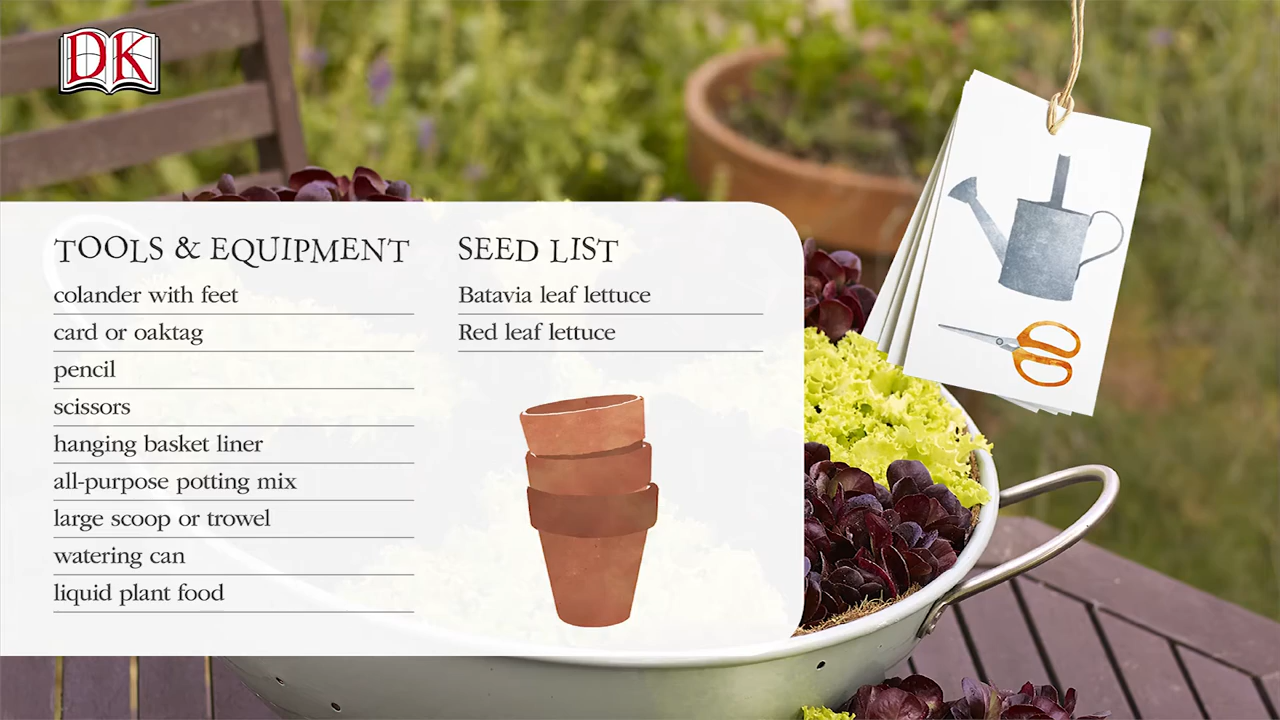 DK
TOOLS & EQUIPMENT
colander with feet
card or oaktag
pencil
scissors
hanging basket liner
all-purpose potting mix
large scoop or trowel
watering can
liquid plant food
SEED LIST
Batavia leaf lettuce
Red leaf lettuce